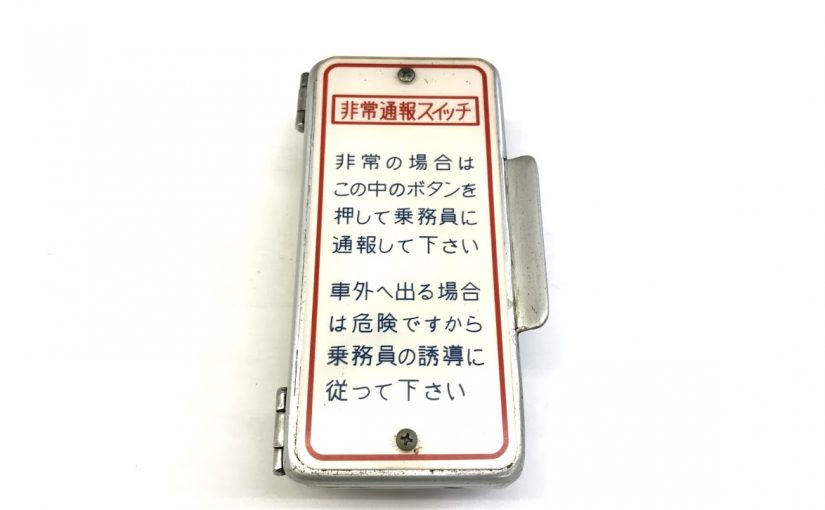 非常通報スイッチ
非常の場合は
この中のボタンを
押して乗務員に
通報して下さい
車外へ出る場合
は危険ですから
乗務員の誘導に
従って下さい